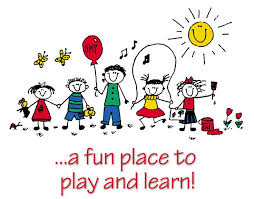 ...a fun place to
play and learn!